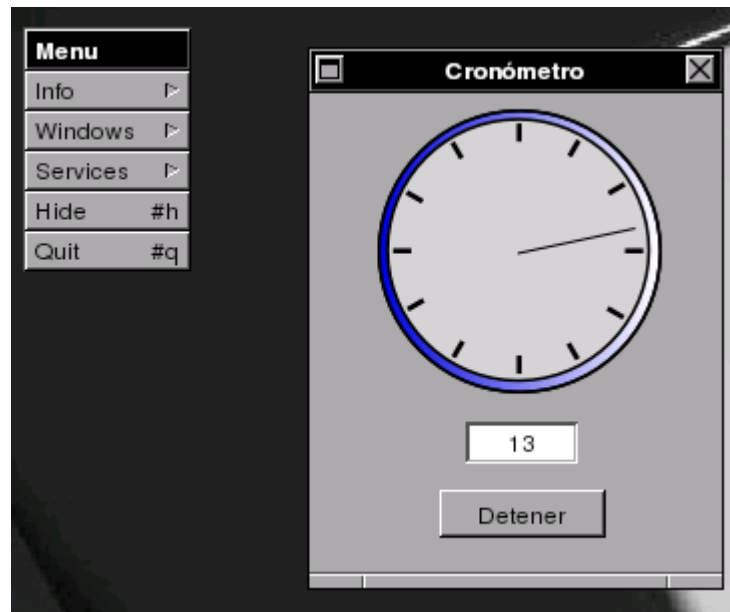 Menu
Info
Windows
Services
Hide #h
Quit #q
Cronómetro
13
Detener